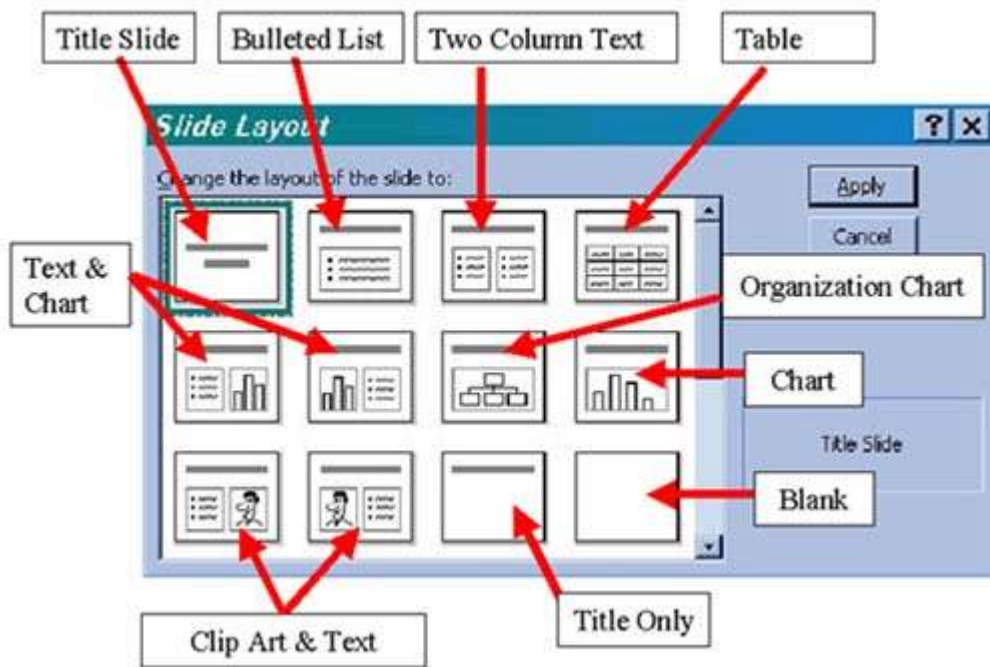 Title Slide
Bulleted List
Two Column Text
Table
Slide Layout
? X
Change the layout of the slide to:
Apply
Cancel
Text &
Chart
Organization Chart
Chart
Title Slide
Blank
Title Only
Clip Art & Text